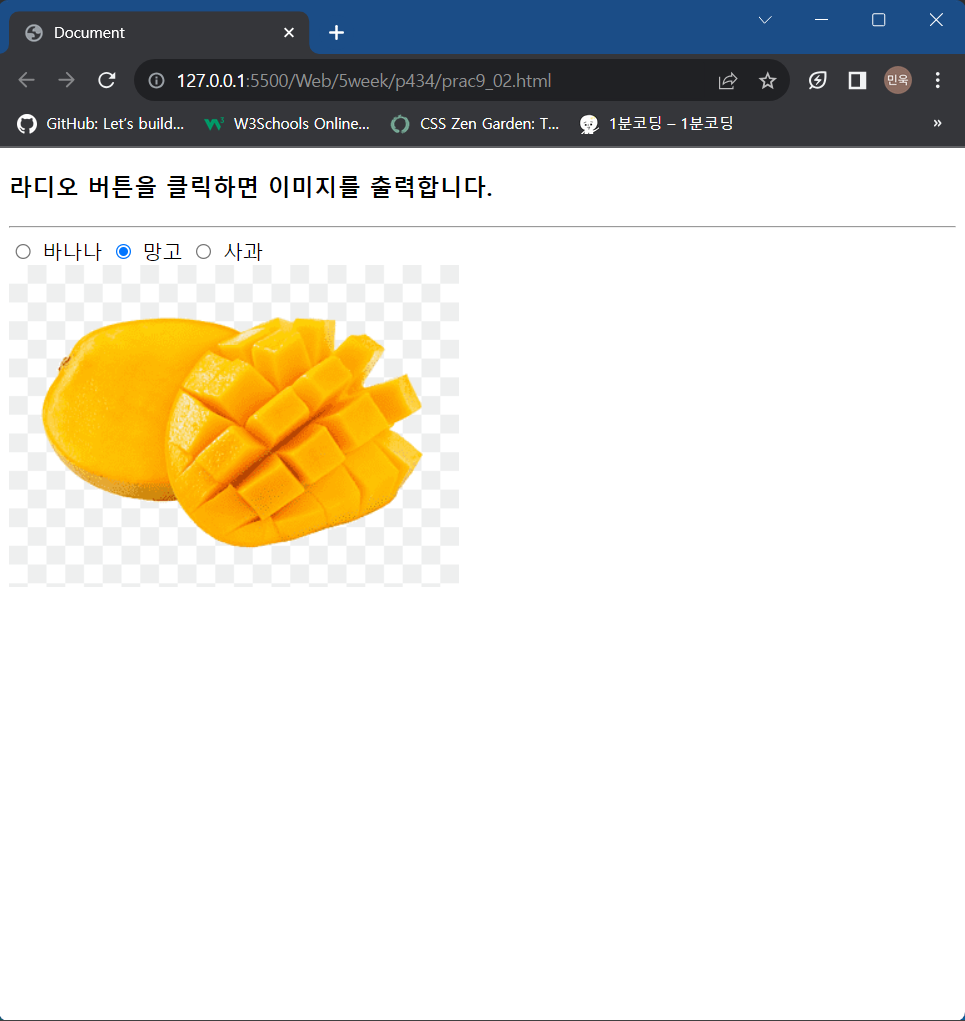 Document
127.0.0.1:5500/Web/5week/p434/prac9_02.html
민욱
GitHub: Let's build... W3Schools Online... CSS Zen Garden: T... 1분코딩 – 1분코딩 »
라디오 버튼을 클릭하면 이미지를 출력합니다.
바나나 망고 사과